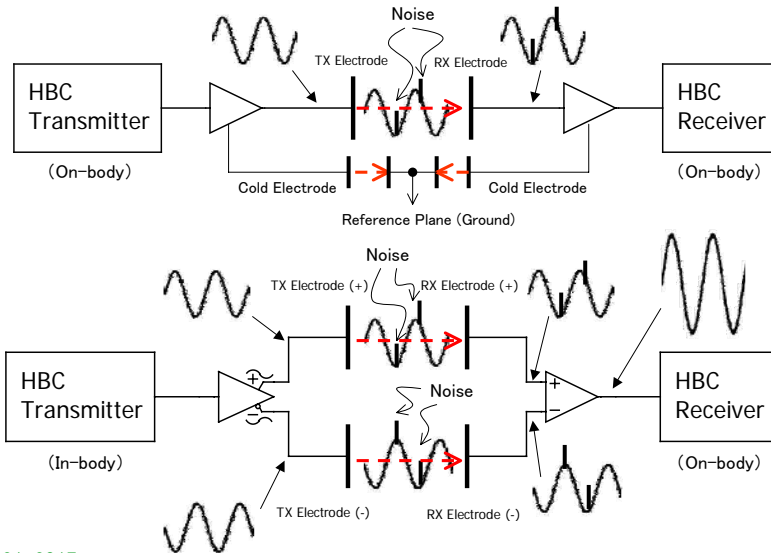 Noise
TX Electrode
RX Electrode
HBC
Transmitter
HBC
Receiver
(On-body)
(On-body)
Cold Electrode
Cold Electrode
Reference Plane (Ground)
Noise
TX Electrode (+)
RX Electrode (+)
HBC
Transmitter
+
−
+
−
HBC
Receiver
Noise
(In-body)
(On-body)
TX Electrode (-)
RX Electrode (-)